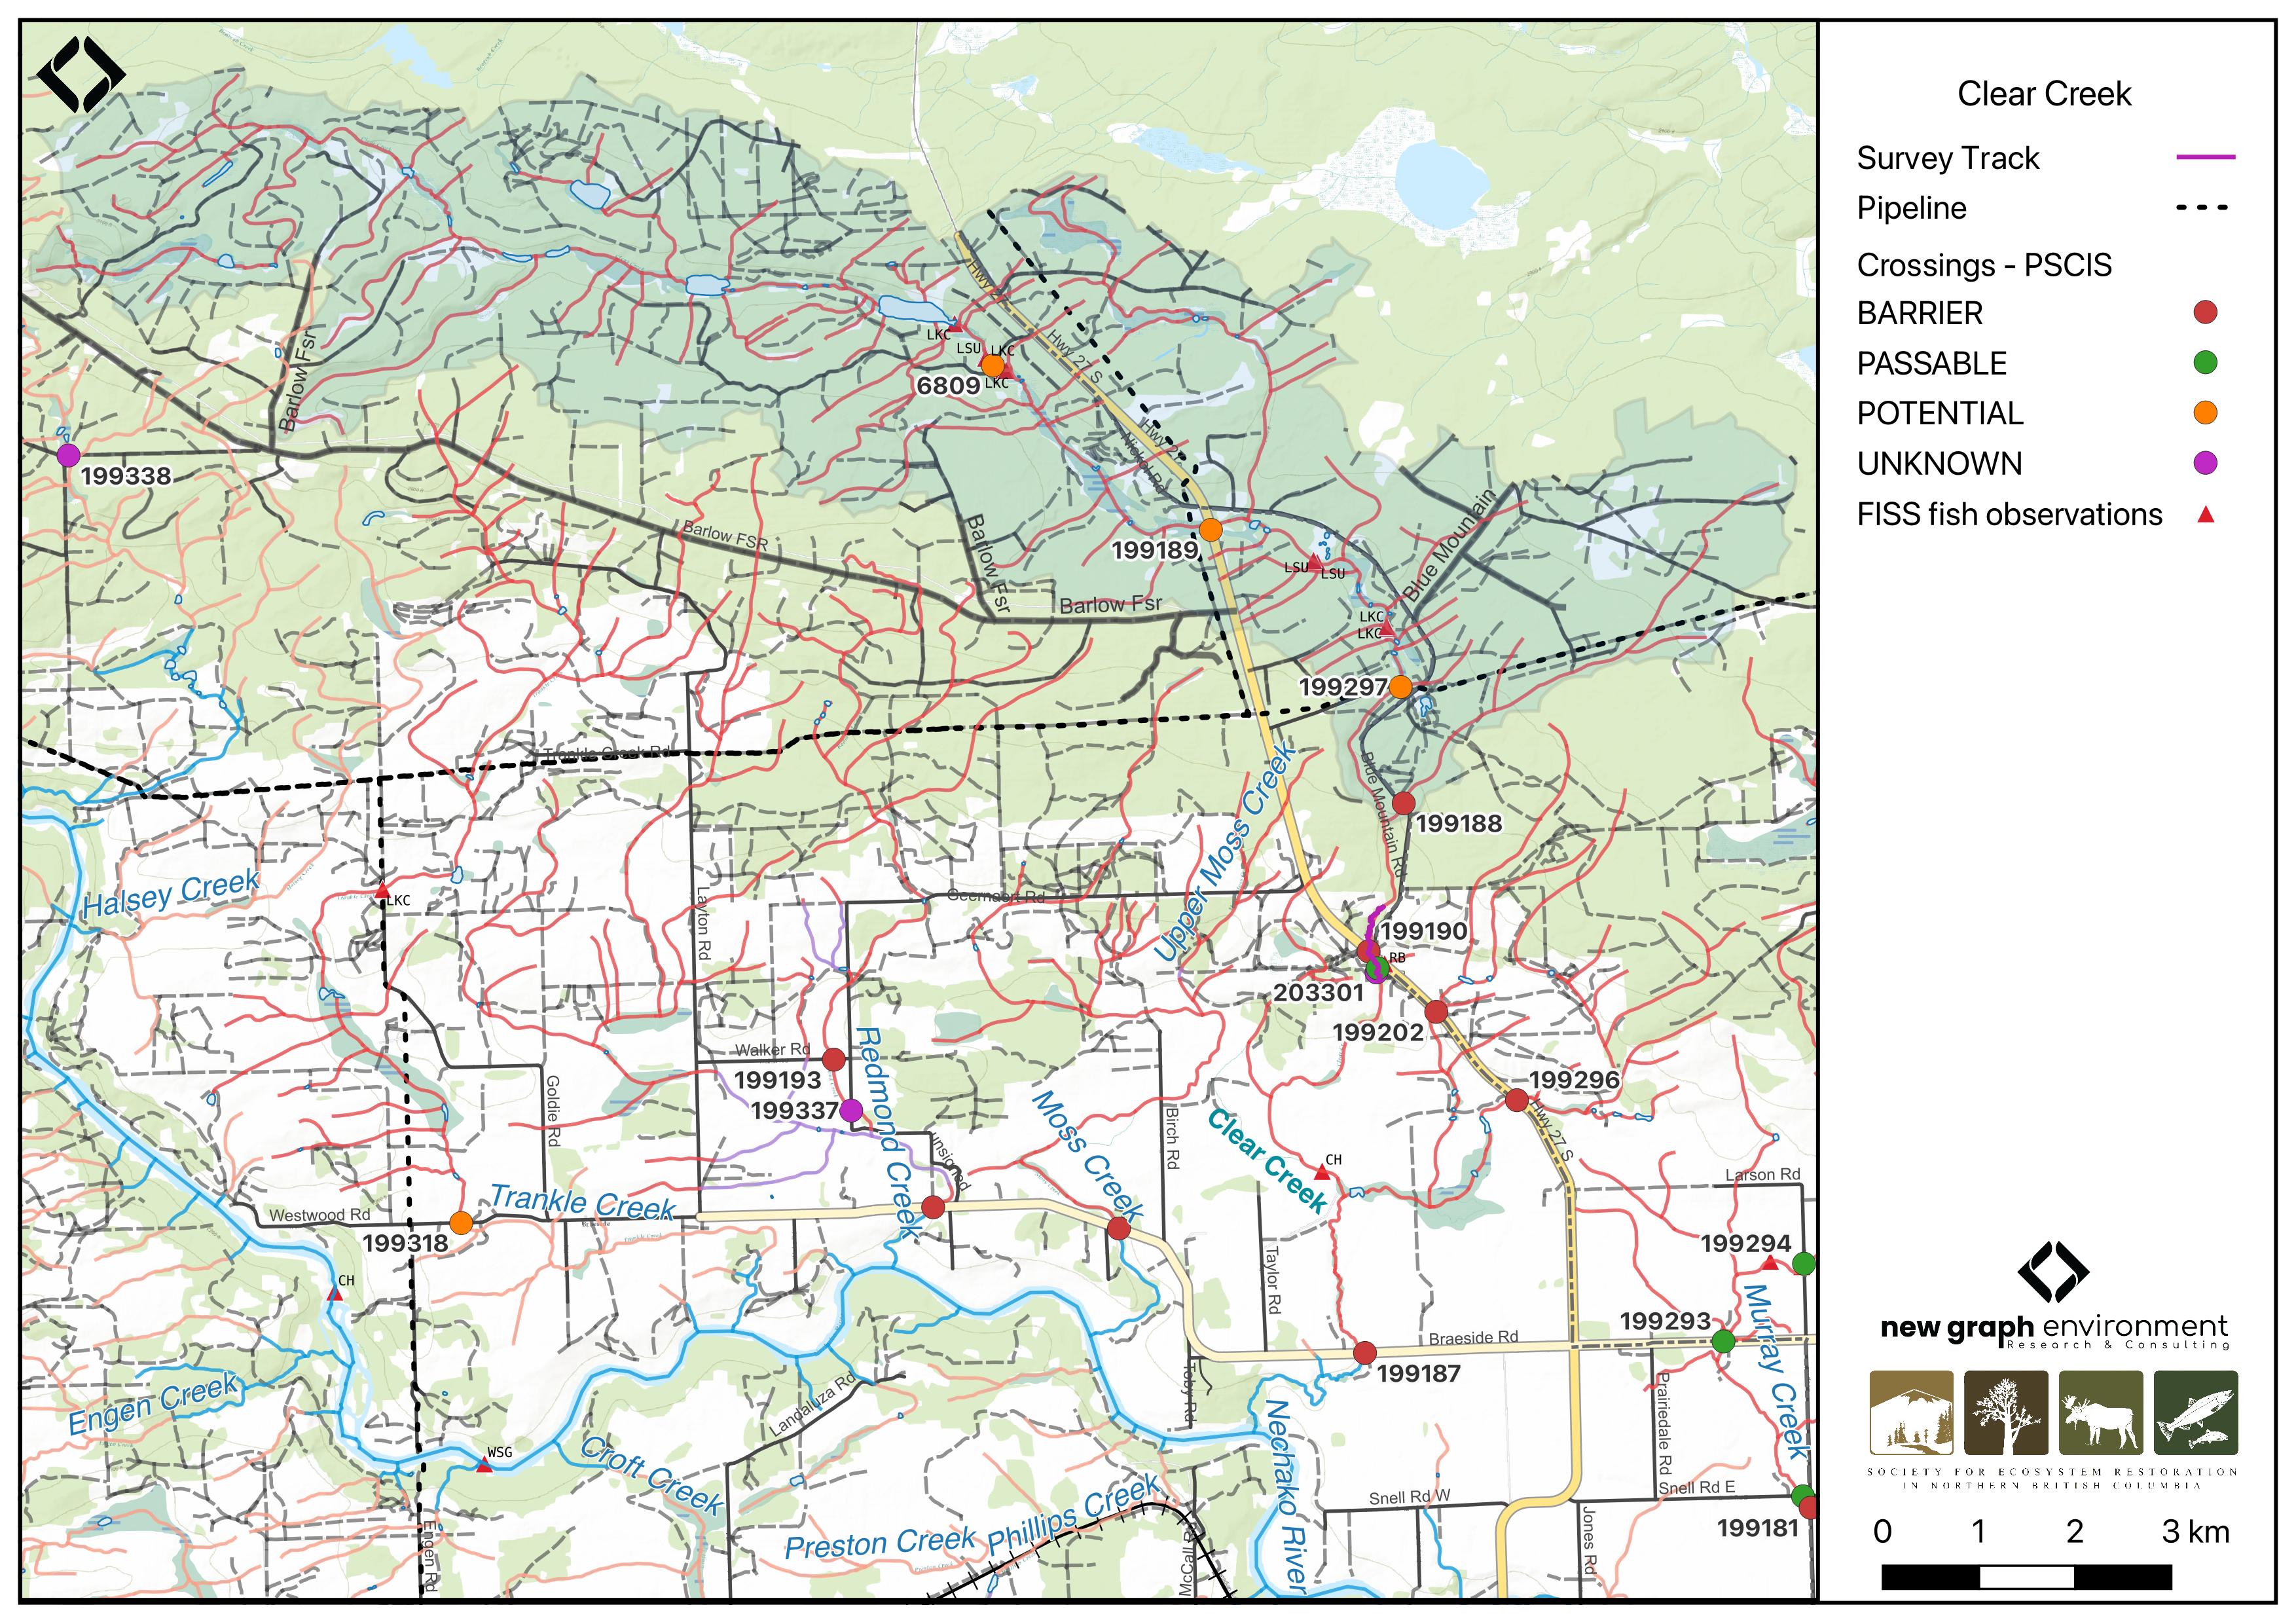 Clear Creek
Survey Track
Pipeline
Crossings - PSCIS
BARRIER
PASSABLE
POTENTIAL
UNKNOWN
FISS fish observations
new graph environment
Research & Consulting
SOCIETY FOR ECOSYSTEM RESTORATION
IN NORTHERN BRITISH COLUMBIA
0 1 2 3 km
Hwy 27
LKC
LSU
LKC
6809
LKC
Hwy 27 S
Barlow Fsr
Hwy 27
Nickol Rd
199338
Barlow FSR
Barlow Fsr
199189
LSU
LSU
Blue Mountain
Barlow Fsr
LKC
LKC
199297
Trankle Creek Rd
Upper Moss Creek
Blue Mountain Rd
199188
Halsey Creek
LKC
Layton Rd
Geernaert Rd
199190
RB
203301
199202
Walker Rd
199193
199337
Redmond Creek
199296
Hwy 27 S
Goldie Rd
Moss Creek
Birch Rd
Clear Creek
CH
unsigned
Larson Rd
Trankle Creek
Westwood Rd
199318
199294
CH
Taylor Rd
Murray Creek
199293
Braeside Rd
199187
Toby Rd
Landaluza Rd
Engen Creek
Prairiedale Rd
Nechako River
WSG
Croft Creek
Snell Rd W
Snell Rd E
199181
Preston Creek
Phillips Creek
Engen Rd
McCall Rd
Jones Rd